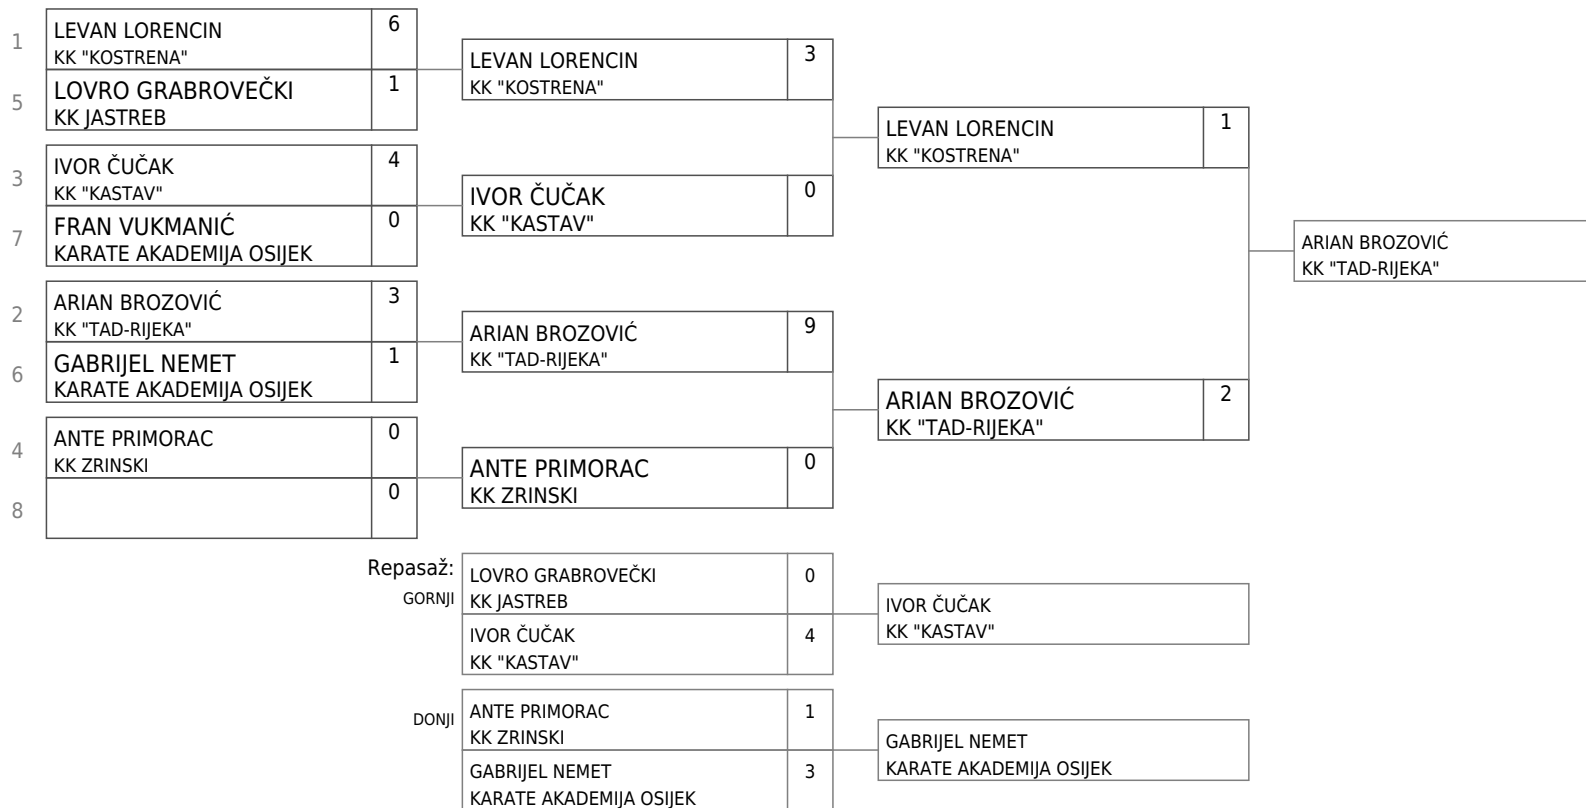 1
LEVAN LORENCIN 6
KK "KOSTRENA"
5
LOVRO GRABROVEČKI 1
KK JASTREB
3
IVOR ČUČAK 4
KK "KASTAV"
7
FRAN VUKMANIĆ 0
KARATE AKADEMIJA OSIJEK
2
ARIAN BROZOVIĆ 3
KK "TAD-RIJEKA"
6
GABRIJEL NEMET 1
KARATE AKADEMIJA OSIJEK
4
ANTE PRIMORAC 0
KK ZRINSKI
8
0
LEVAN LORENCIN 3
KK "KOSTRENA"
IVOR ČUČAK 0
KK "KASTAV"
ARIAN BROZOVIĆ 9
KK "TAD-RIJEKA"
ANTE PRIMORAC 0
KK ZRINSKI
LEVAN LORENCIN 1
KK "KOSTRENA"
ARIAN BROZOVIĆ 2
KK "TAD-RIJEKA"
ARIAN BROZOVIĆ
KK "TAD-RIJEKA"
Repasaž:
GORNJI
LOVRO GRABROVEČKI 0
KK JASTREB
IVOR ČUČAK 4
KK "KASTAV"
IVOR ČUČAK
KK "KASTAV"
DONJI
ANTE PRIMORAC 1
KK ZRINSKI
GABRIJEL NEMET 3
KARATE AKADEMIJA OSIJEK
GABRIJEL NEMET
KARATE AKADEMIJA OSIJEK